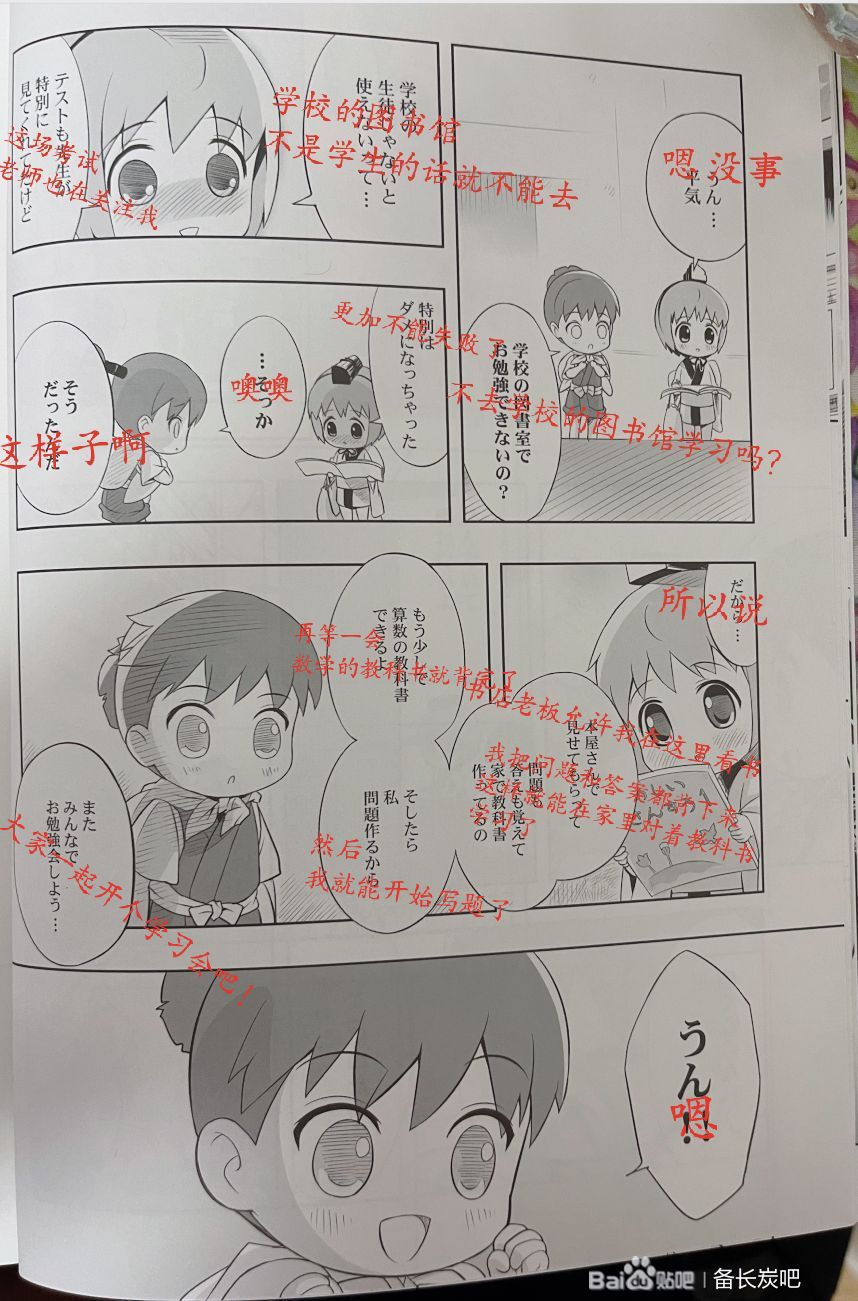 うん…
平気
嗯 没事
学校の図書室で
お勉強できないの？
不去学校的图书馆学习吗？
学校の
生徒じゃないと
使えないって…
学校的图书馆
不是学生的话就不能去
テストも先生が
特別に
見てくれてたけど
这场考试
老师也在关注我
特別は
ダメになっちゃった
更加不能失败了
…そっか
噢噢
そう
だったんだ
这样子啊
だから…
所以说
本屋さんで
見せてもらって
书店老板允许我在这里看书
問題も
答えも覚えて
家で教科書
作ってるの
我把问题和答案都
下来
这样就能在家里对着教科书
学习了
もう少しで
算数の教科書
できるよ
再等一会
数学的教科书就背完了
そしたら
私
問題作るから
然后
我就能开始写题了
また
みんなで
お勉強会しよう…
大家一起开个学习会吧！
うん!!
嗯
Bai贴吧 | 备长炭吧